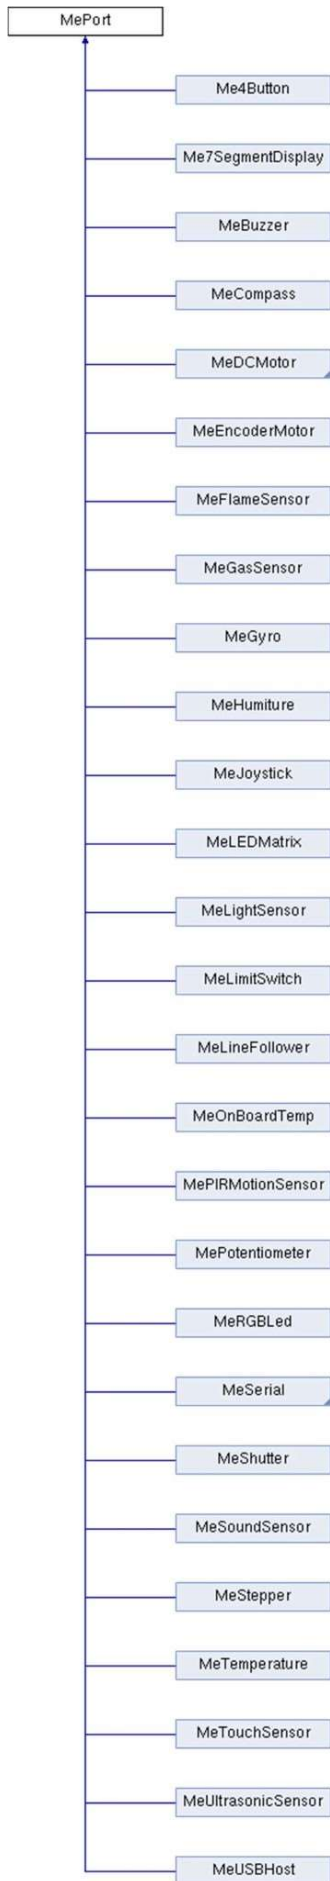 MePort
Me4Button
Me7SegmentDisplay
MeBuzzer
MeCompass
MeDCMotor
MeEncoderMotor
MeFlameSensor
MeGasSensor
MeGyro
MeHumiture
MeJoystick
MeLEDMatrix
MeLightSensor
MeLimitSwitch
MeLineFollower
MeOnBoardTemp
MePIRMotionSensor
MePotentiometer
MeRGBLed
MeSerial
MeShutter
MeSoundSensor
MeStepper
MeTemperature
MeTouchSensor
MeUltrasonicSensor
MeUSBHost